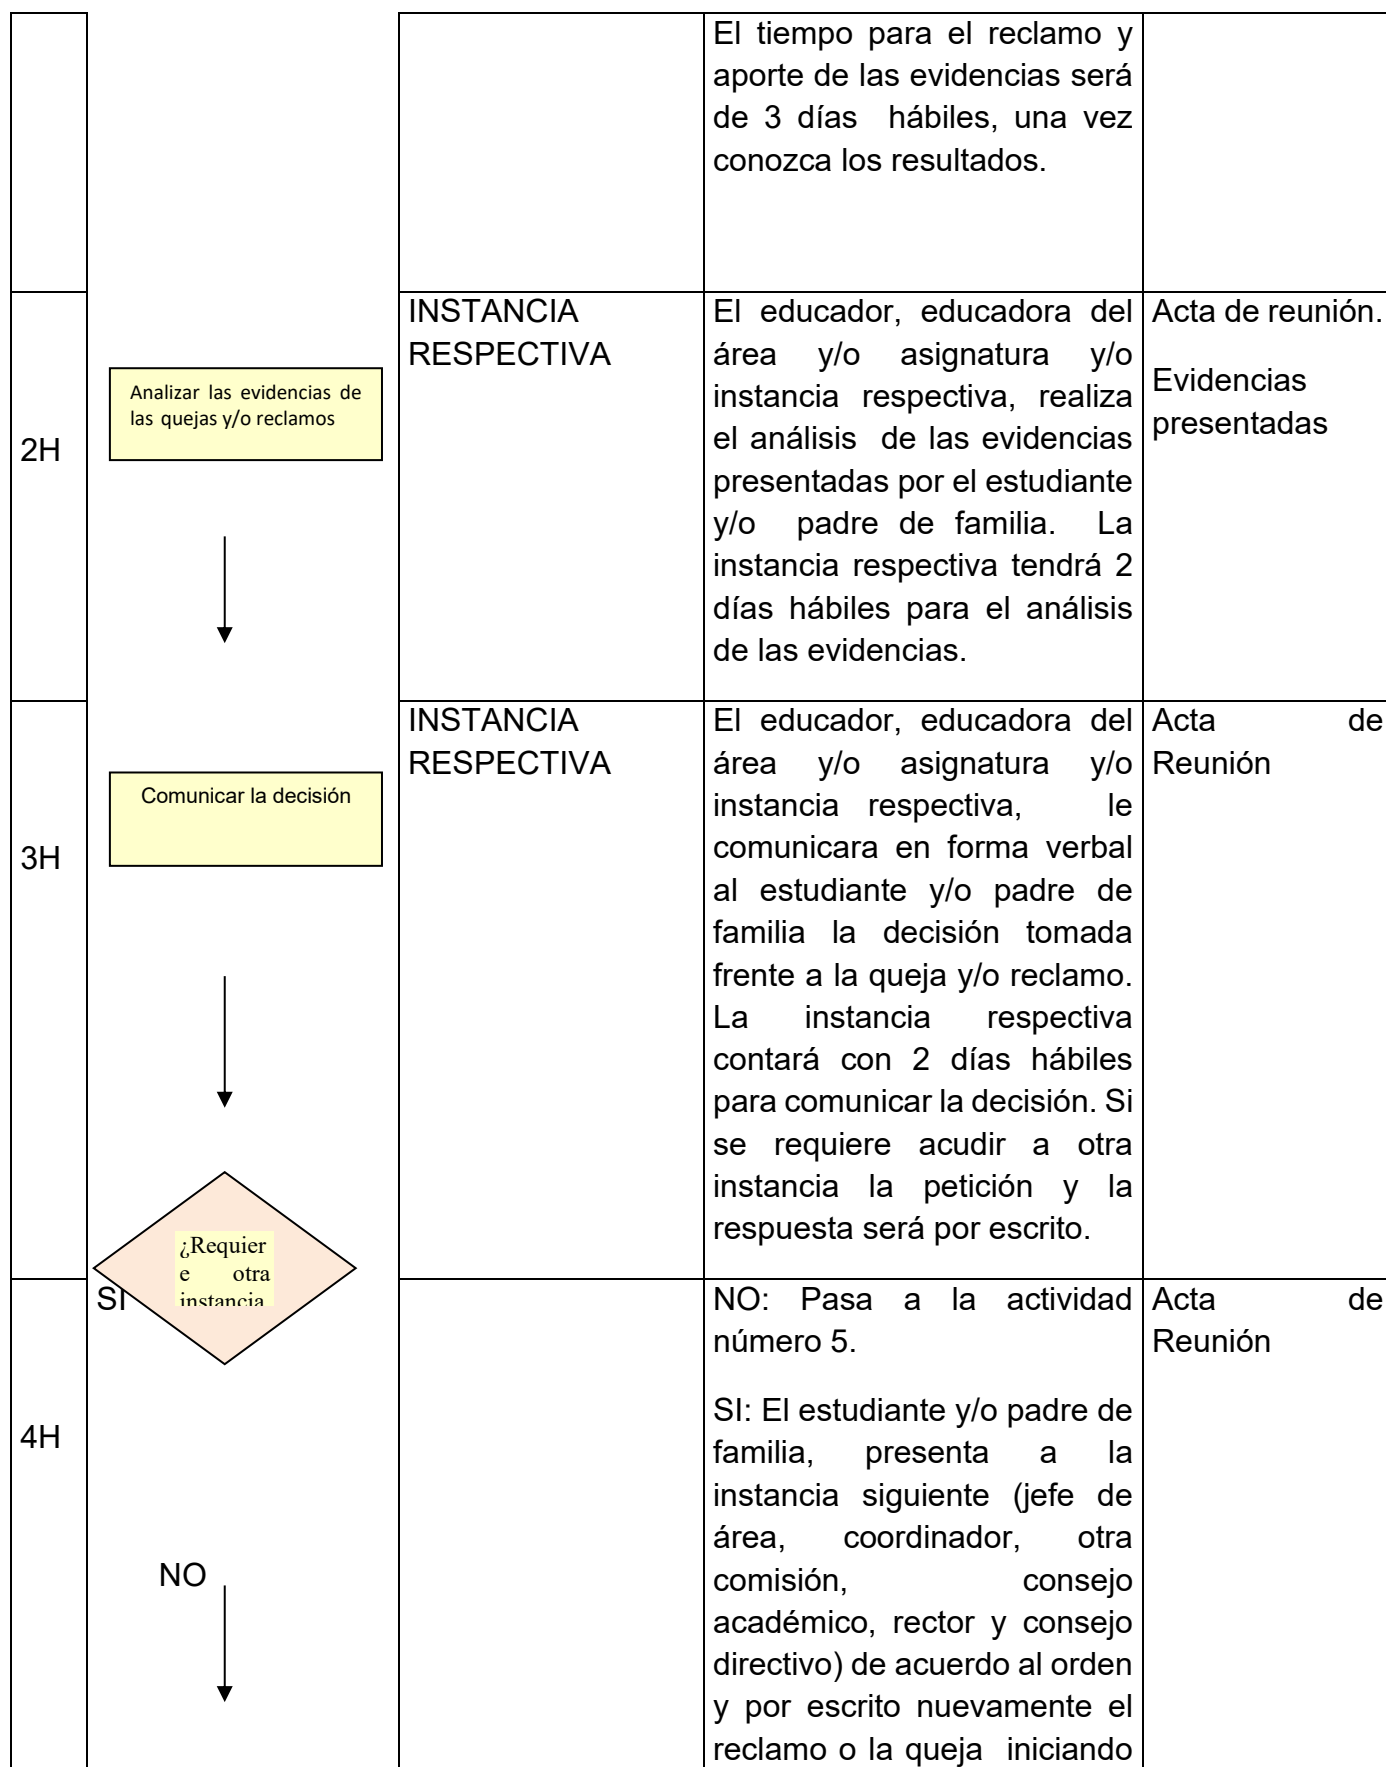 El tiempo para el reclamo y
aporte de las evidencias será
de 3 días hábiles, una vez
conozca los resultados.
2H
Analizar las evidencias de
las quejas y/o reclamos
INSTANCIA
RESPECTIVA
El educador, educadora del
área y/o asignatura y/o
instancia respectiva, realiza
el análisis de las evidencias
presentadas por el estudiante
y/o padre de familia. La
instancia respectiva tendrá 2
días hábiles para el análisis
de las evidencias.
Acta de reunión.
Evidencias
presentadas
3H
Comunicar la decisión
INSTANCIA
RESPECTIVA
El educador, educadora del
área y/o asignatura y/o
instancia respectiva, le
comunicara en forma verbal
al estudiante y/o padre de
familia la decisión tomada
frente a la queja y/o reclamo.
La instancia respectiva
contará con 2 días hábiles
para comunicar la decisión. Si
se requiere acudir a otra
instancia la petición y la
respuesta será por escrito.
Acta de
Reunión
4H
¿Requier
e otra
instancia
SI
NO
NO: Pasa a la actividad
número 5.
SI: El estudiante y/o padre de
familia, presenta a la
instancia siguiente (jefe de
área, coordinador, otra
comisión, consejo
académico, rector y consejo
directivo) de acuerdo al orden
y por escrito nuevamente el
reclamo o la queja iniciando
Acta de
Reunión